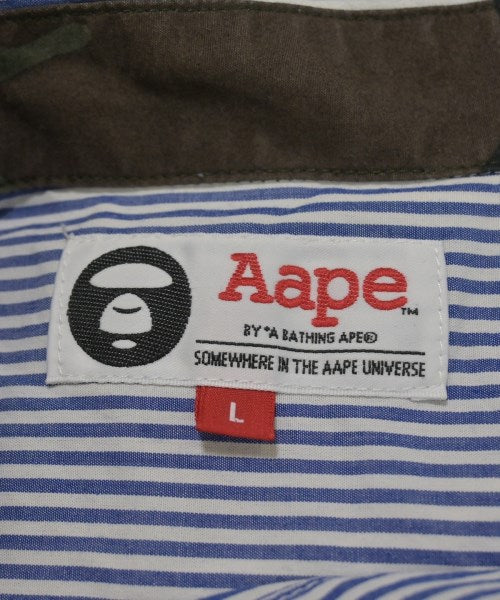 Aape™
BY *A BATHING APE®
SOMEWHERE IN THE AAPE UNIVERSE
L